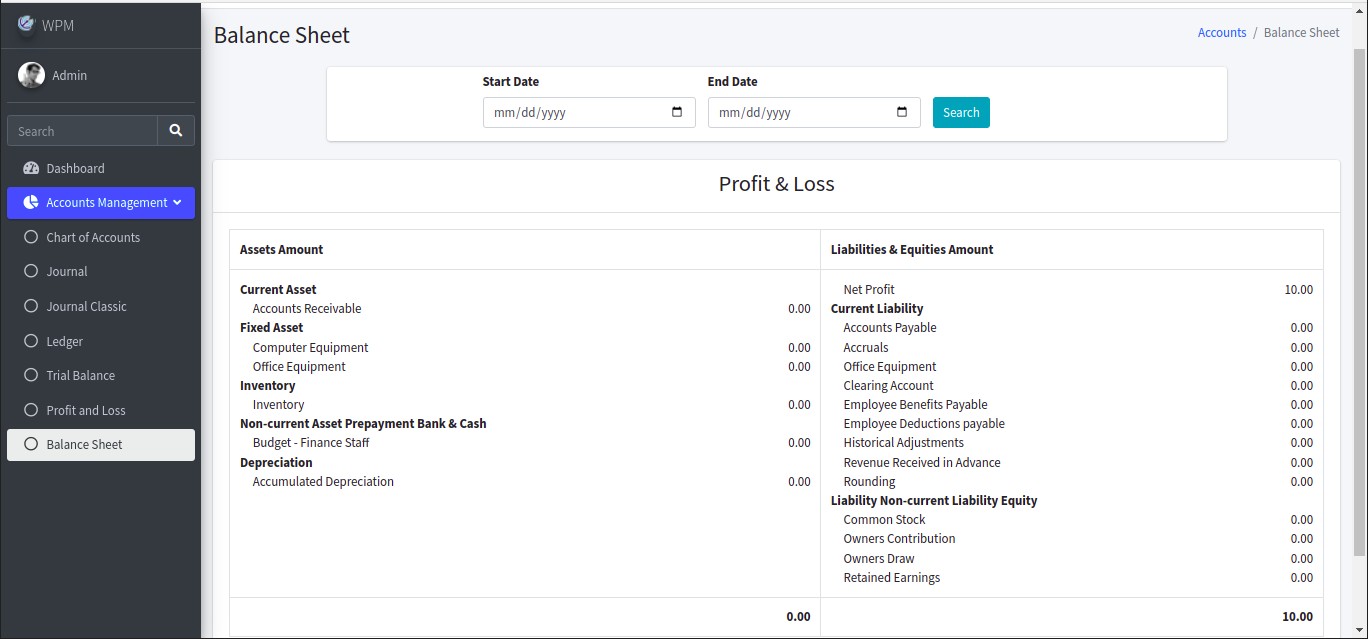 WPM
Admin
Search
Dashboard
Accounts Management
Chart of Accounts
Journal
Journal Classic
Ledger
Trial Balance
Profit and Loss
Balance Sheet
Balance Sheet
Accounts / Balance Sheet
Start Date
End Date
mm/dd/yyyy
mm/dd/yyyy
Search
Profit & Loss
Assets Amount
Current Asset
Accounts Receivable 0.00
Fixed Asset
Computer Equipment 0.00
Office Equipment 0.00
Inventory
Inventory 0.00
Non-current Asset Prepayment Bank & Cash
Budget - Finance Staff 0.00
Depreciation
Accumulated Depreciation 0.00
0.00
Liabilities & Equities Amount
Net Profit 10.00
Current Liability
Accounts Payable 0.00
Accruals 0.00
Office Equipment 0.00
Clearing Account 0.00
Employee Benefits Payable 0.00
Employee Deductions payable 0.00
Historical Adjustments 0.00
Revenue Received in Advance 0.00
Rounding 0.00
Liability Non-current Liability Equity
Common Stock 0.00
Owners Contribution 0.00
Owners Draw 0.00
Retained Earnings 0.00
10.00